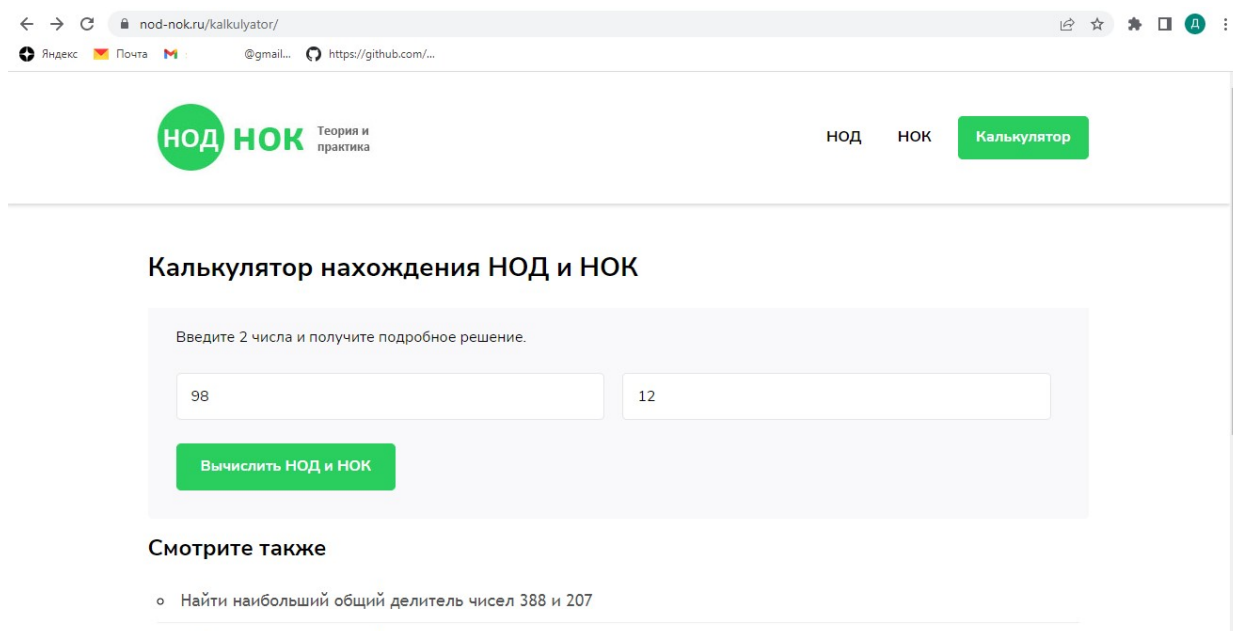 nod-nok.ru/kalkulyator/
Д
Яндекс Почта @gmail... https://github.com/...
НОД НОК Теория и
практика
НОД НОК Калькулятор
Калькулятор нахождения НОД и НОК
Введите 2 числа и получите подробное решение.
98 12
Вычислить НОД и НОК
Смотрите также
Найти наибольший общий делитель чисел 388 и 207